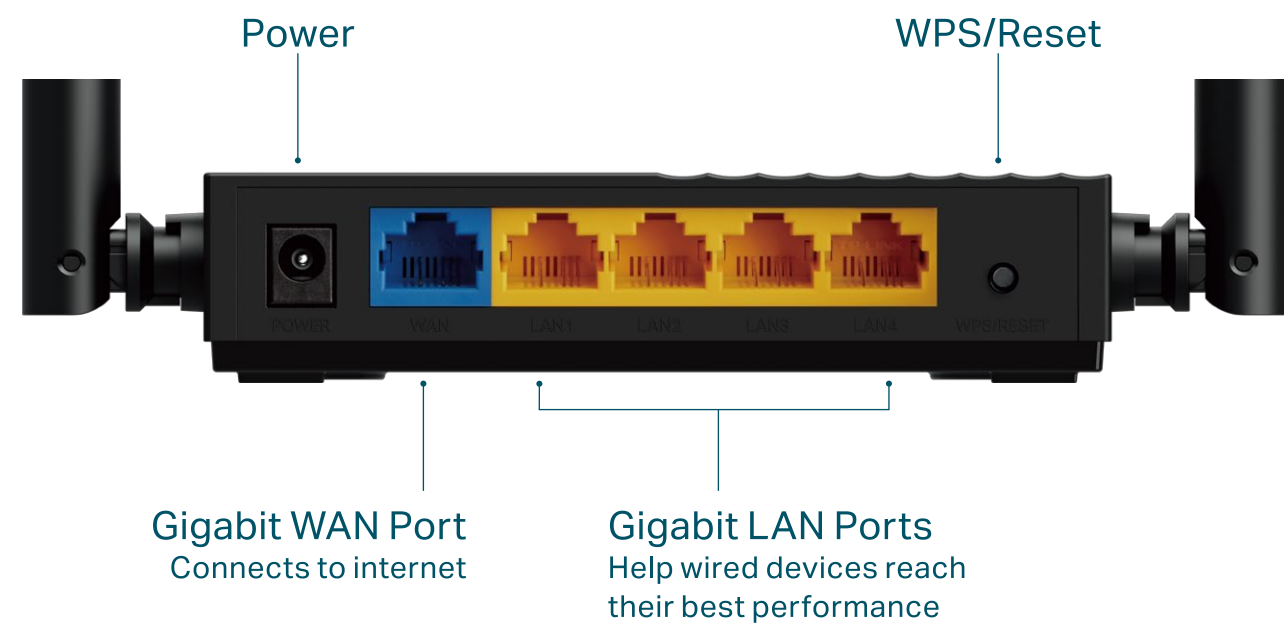 Power
WPS/Reset
POWER
WAN
LAN1
LAN2
LAN3
LAN4
WPS/RESET
Gigabit WAN Port
Connects to internet
Gigabit LAN Ports
Help wired devices reach
their best performance